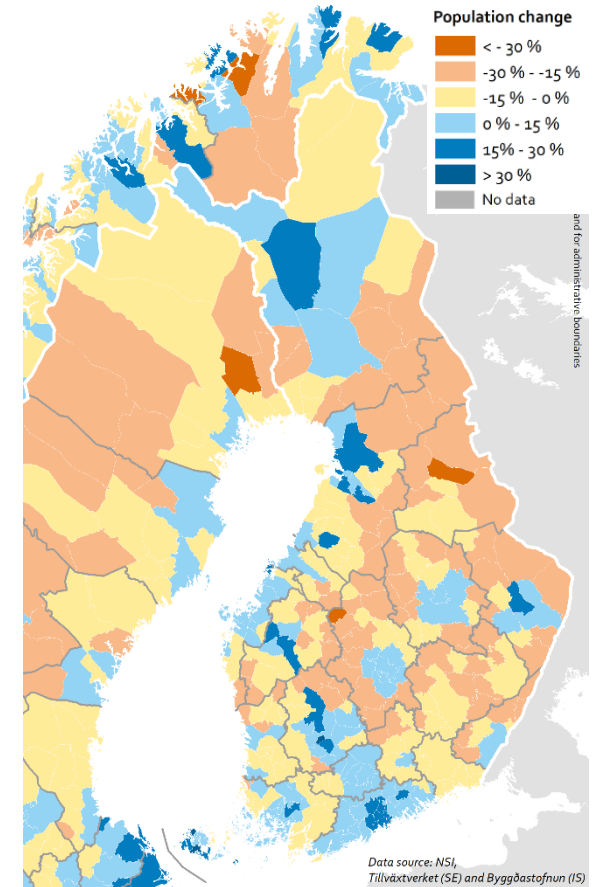 Population change
< - 30 %
-30 % - -15 %
-15 % - 0 %
0 % - 15 %
15% - 30 %
> 30 %
No data
and for administrative boundaries
Data source: NSI,
Tillväxtverket (SE) and Byggðastofnun (IS)